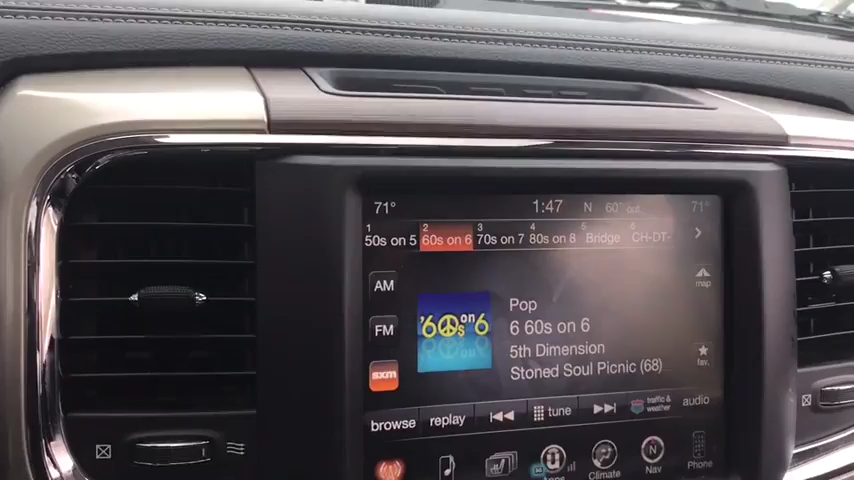 71° 1:47 N 60° out 71°
1 2 3 4 5 6
50s on 5 60s on 6 70s on 7 80s on 8 Bridge CH-DT-
AM
map
'60s on 6
Pop
6 60s on 6
FM
5th Dimension
fav.
sxm
Stoned Soul Picnic (68)
browse replay tune traffic & weather audio
U Climate Nav Phone